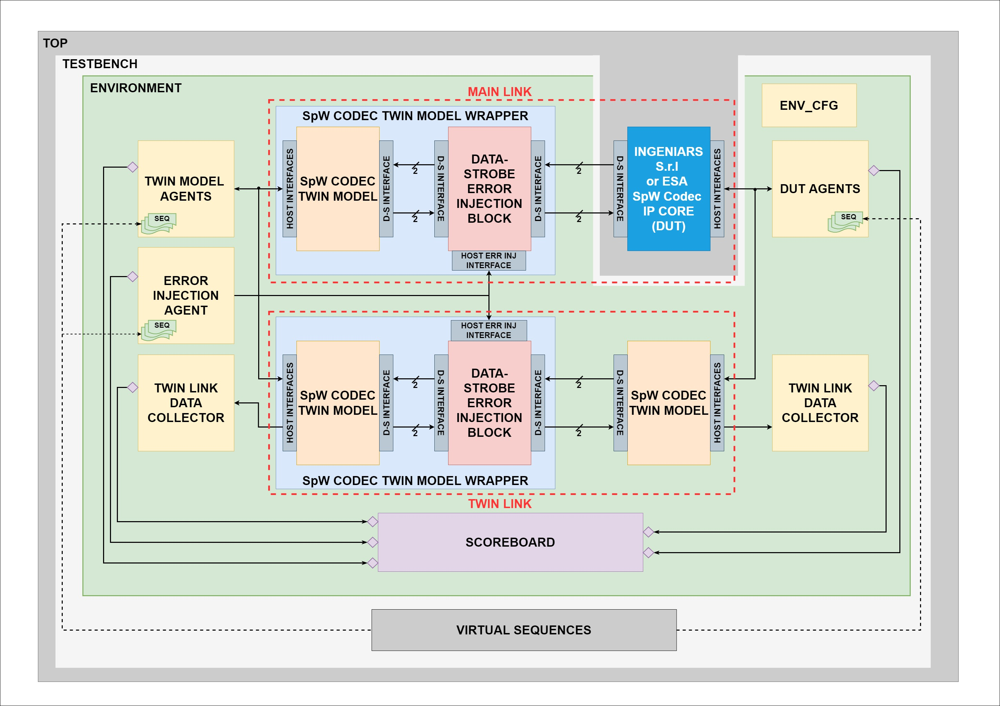 TOP
TESTBENCH
ENVIRONMENT
MAIN LINK
SpW CODEC TWIN MODEL WRAPPER
ENV_CFG
TWIN MODEL
AGENTS
SEQ
HOST INTERFACES
SpW CODEC
TWIN MODEL
D-S INTERFACE
2
2
D-S INTERFACE
DATA-
STROBE
ERROR
INJECTION
BLOCK
D-S INTERFACE
HOST ERR INJ
INTERFACE
2
2
D-S INTERFACE
INGENIARS
S.r.l
or ESA
SpW Codec
IP CORE
(DUT)
HOST INTERFACES
DUT AGENTS
SEQ
ERROR
INJECTION
AGENT
SEQ
HOST ERR INJ
INTERFACE
TWIN LINK
DATA
COLLECTOR
HOST INTERFACES
SpW CODEC
TWIN MODEL
D-S INTERFACE
2
2
D-S INTERFACE
DATA-
STROBE
ERROR
INJECTION
BLOCK
D-S INTERFACE
2
2
D-S INTERFACE
SpW CODEC
TWIN MODEL
HOST INTERFACES
TWIN LINK
DATA
COLLECTOR
SpW CODEC TWIN MODEL WRAPPER
TWIN LINK
SCOREBOARD
VIRTUAL SEQUENCES